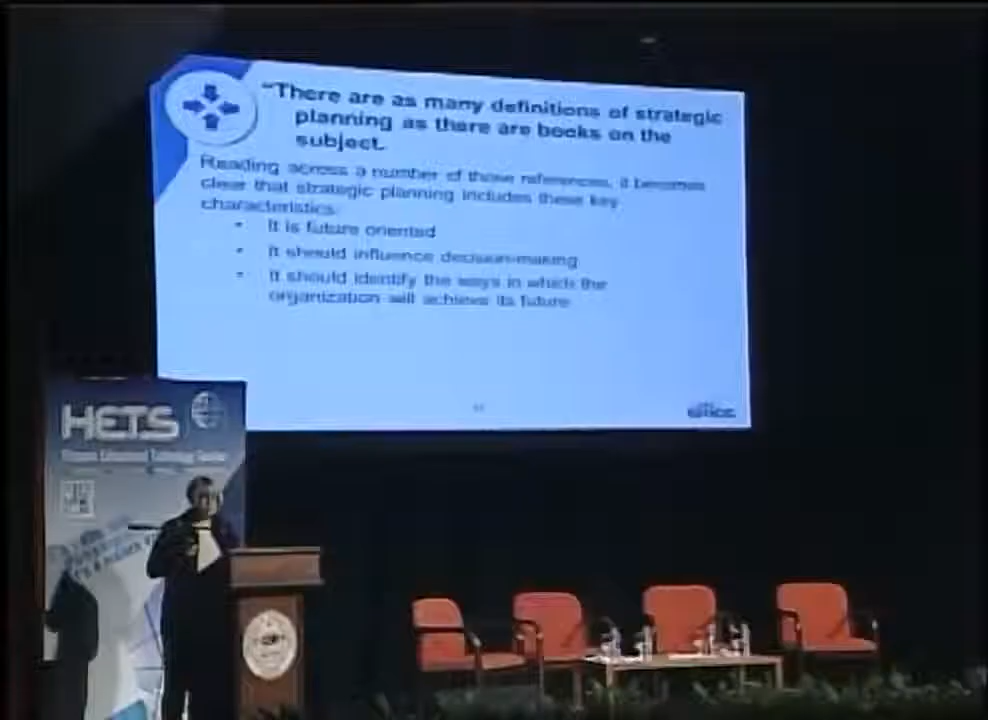 “There are as many definitions of strategic
planning as there are books on the
subject.
Reading across a number of those references, it becomes
clear that strategic planning includes these key
characteristics:
• It is future oriented
• It should influence decision-making
• It should identify the ways in which the
organization will achieve its future
HETS